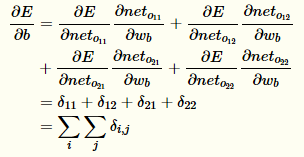 ∂E/∂b = ∂E/∂net_{o_{11}} ∂net_{o_{11}}/∂w_b + ∂E/∂net_{o_{12}} ∂net_{o_{12}}/∂w_b
+ ∂E/∂net_{o_{21}} ∂net_{o_{21}}/∂w_b + ∂E/∂net_{o_{22}} ∂net_{o_{22}}/∂w_b
= δ_{11} + δ_{12} + δ_{21} + δ_{22}
= ∑_i ∑_j δ_{i,j}